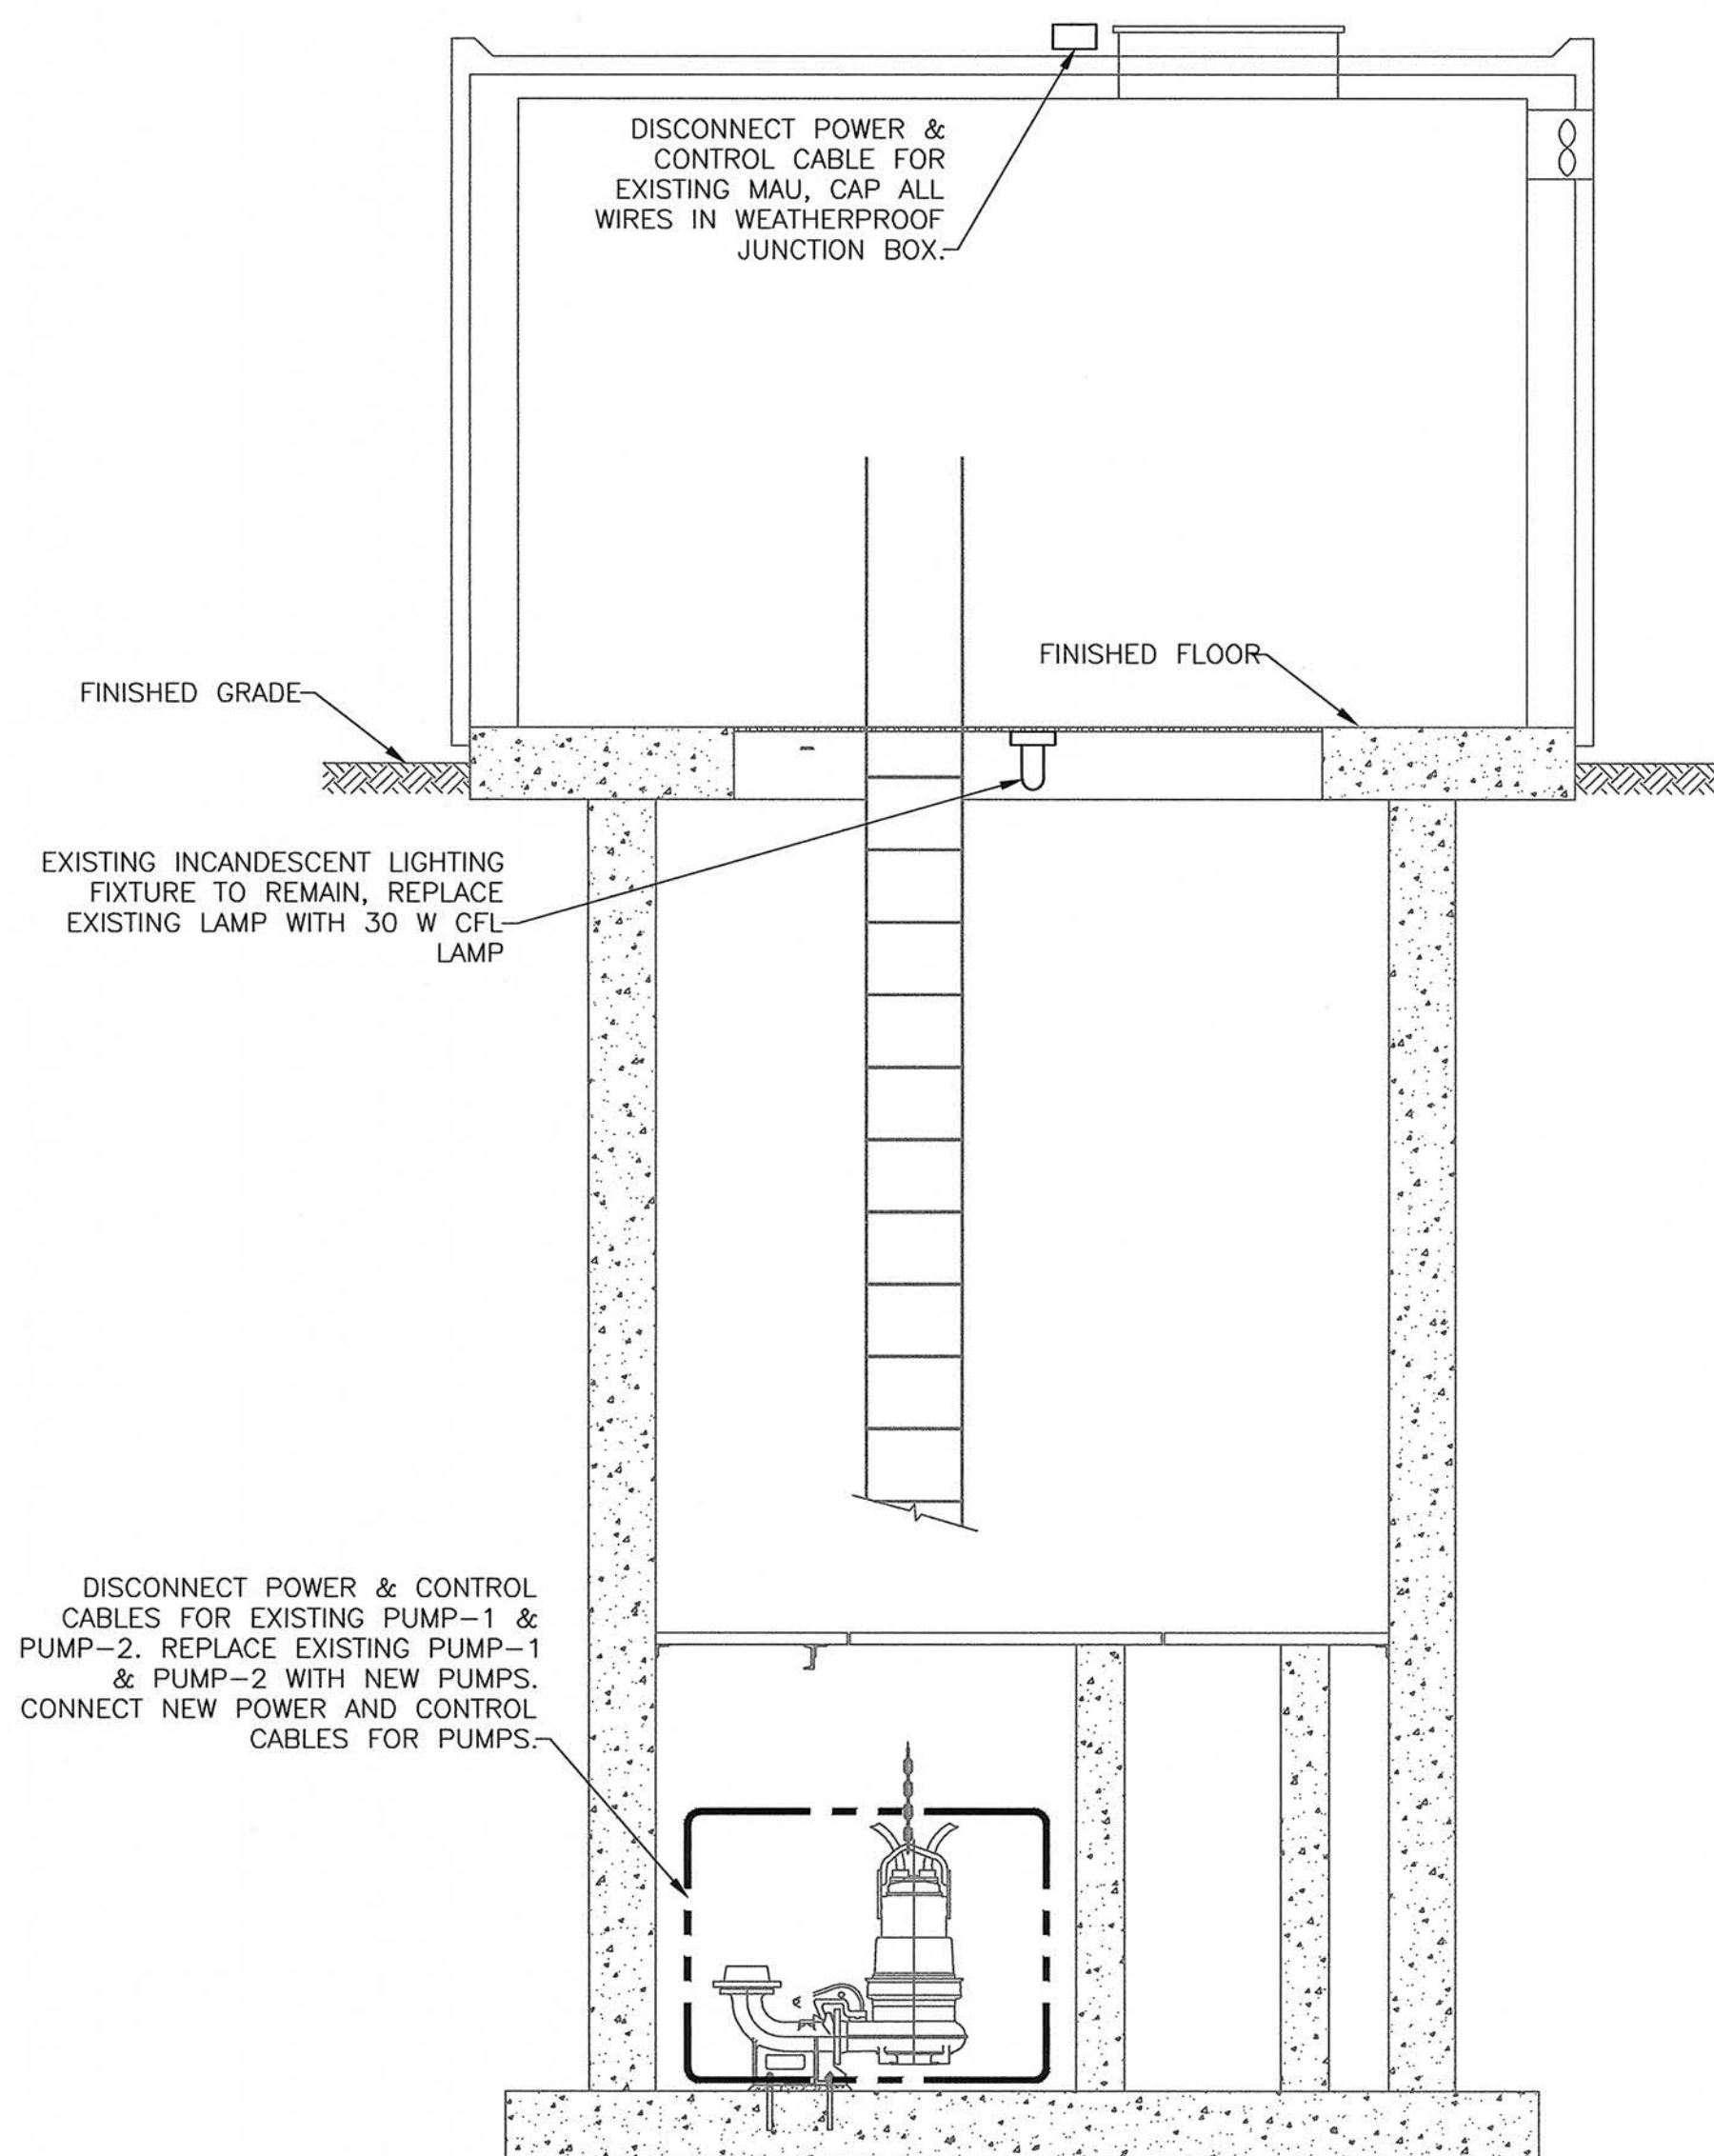 DISCONNECT POWER &
CONTROL CABLE FOR
EXISTING MAU, CAP ALL
WIRES IN WEATHERPROOF
JUNCTION BOX.
FINISHED FLOOR
FINISHED GRADE
EXISTING INCANDESCENT LIGHTING
FIXTURE TO REMAIN, REPLACE
EXISTING LAMP WITH 30 W CFL
LAMP
DISCONNECT POWER & CONTROL
CABLES FOR EXISTING PUMP-1 &
PUMP-2. REPLACE EXISTING PUMP-1
& PUMP-2 WITH NEW PUMPS.
CONNECT NEW POWER AND CONTROL
CABLES FOR PUMPS.